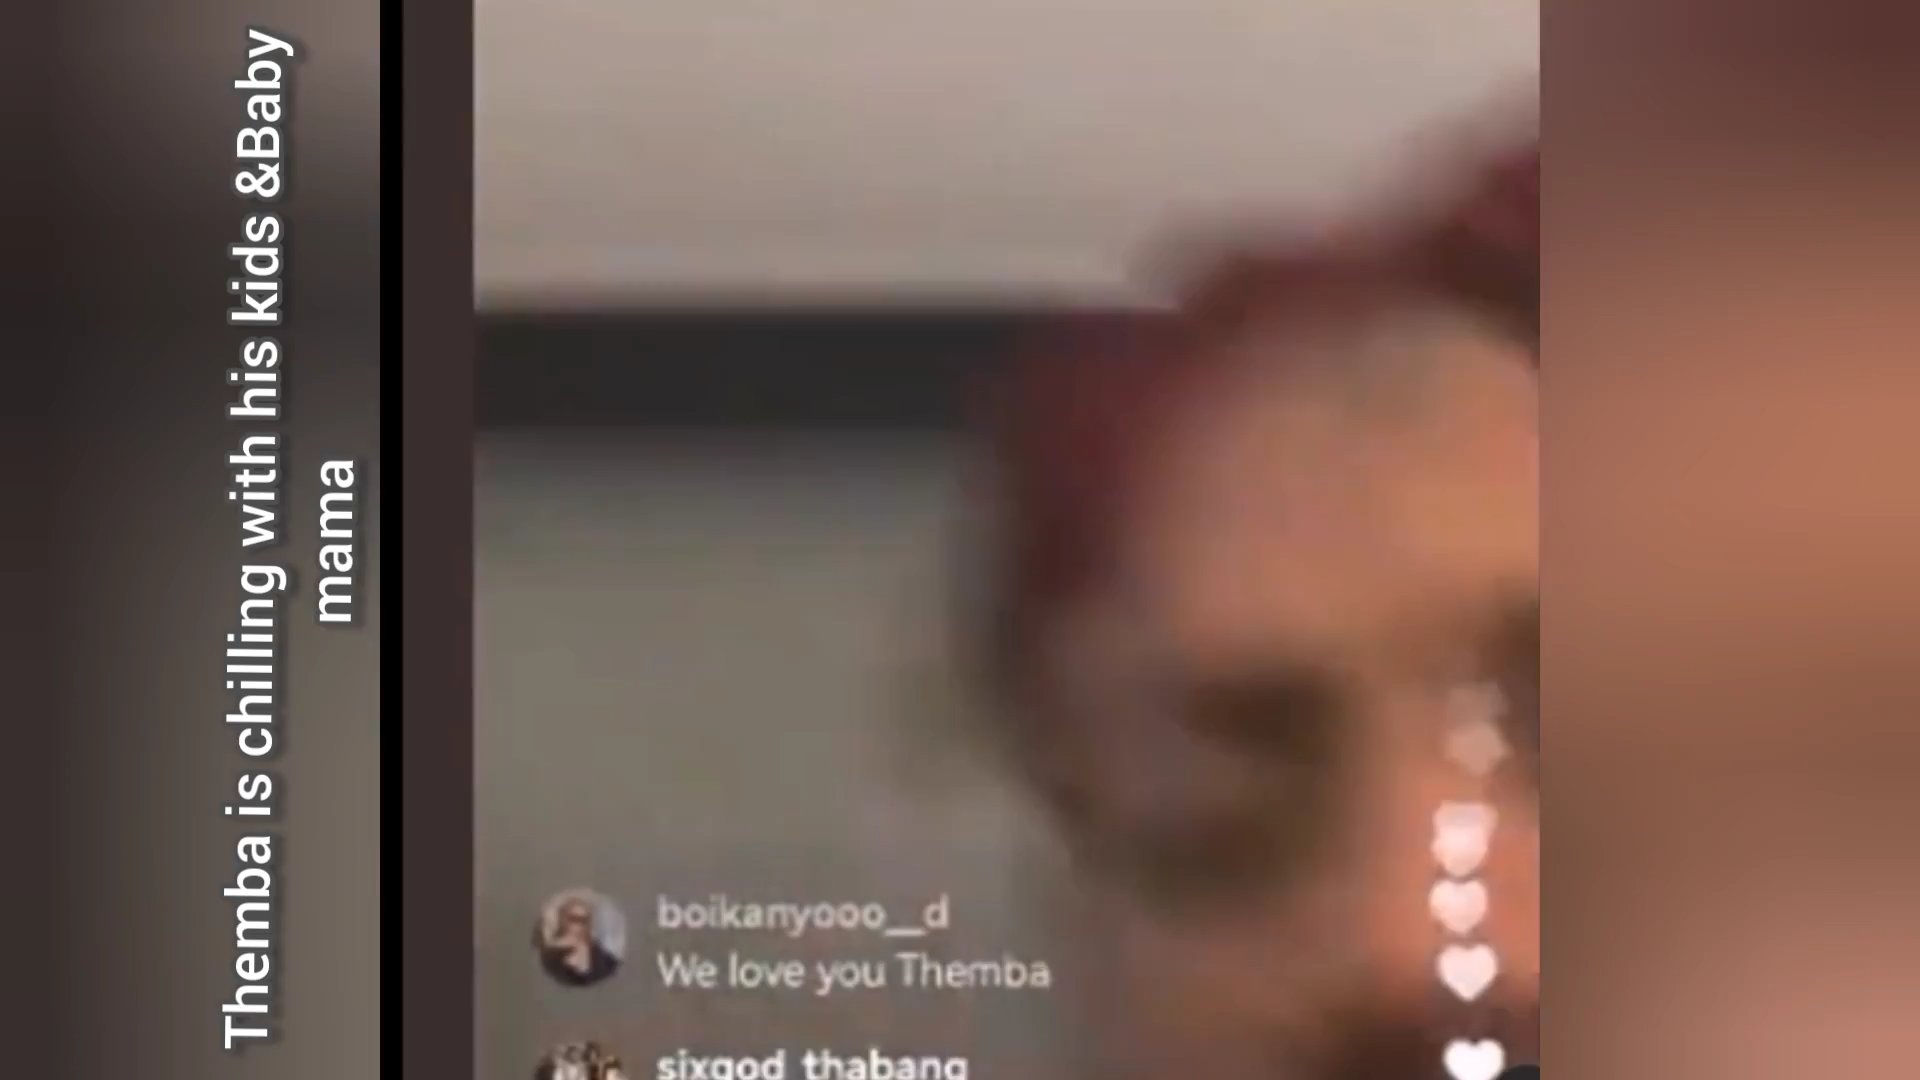 Themba is chilling with his kids &Baby
mama
boikanyooo__d
We love you Themba
sixgod_thabang